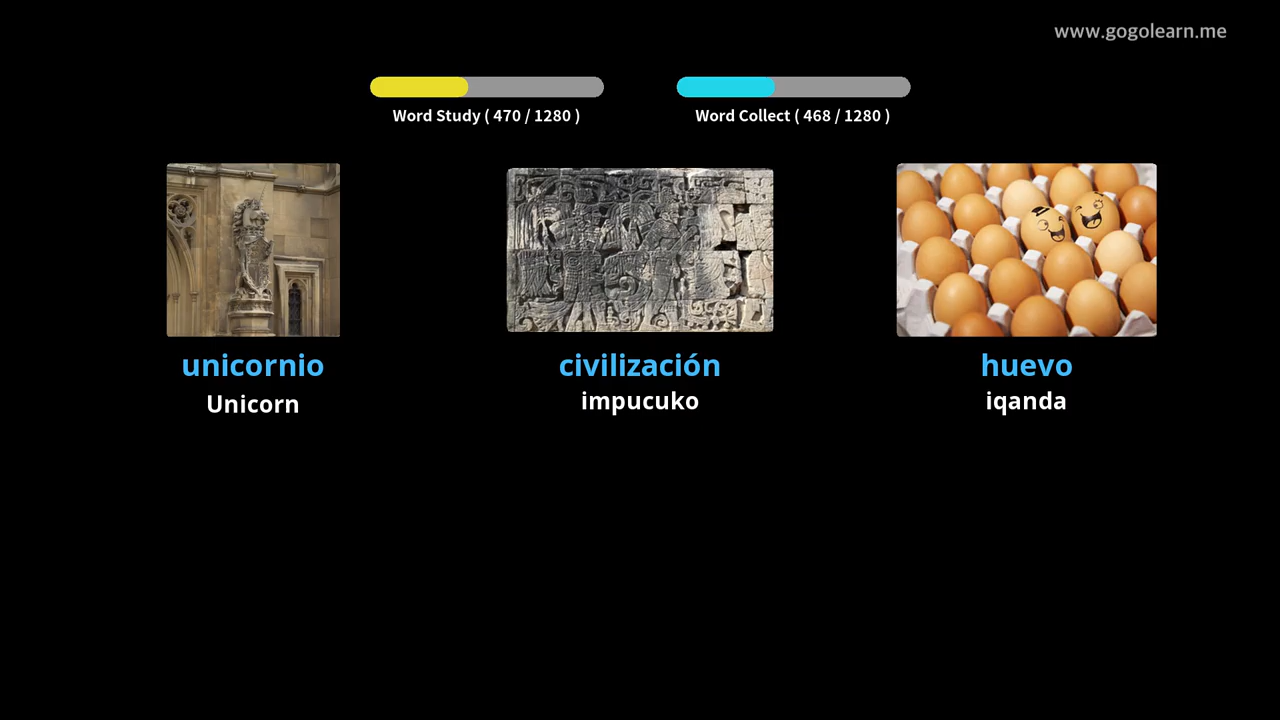 www.gogolearn.me
Word Study ( 470 / 1280 )
Word Collect ( 468 / 1280 )
unicornio
Unicorn
civilización
impucuko
huevo
iqanda